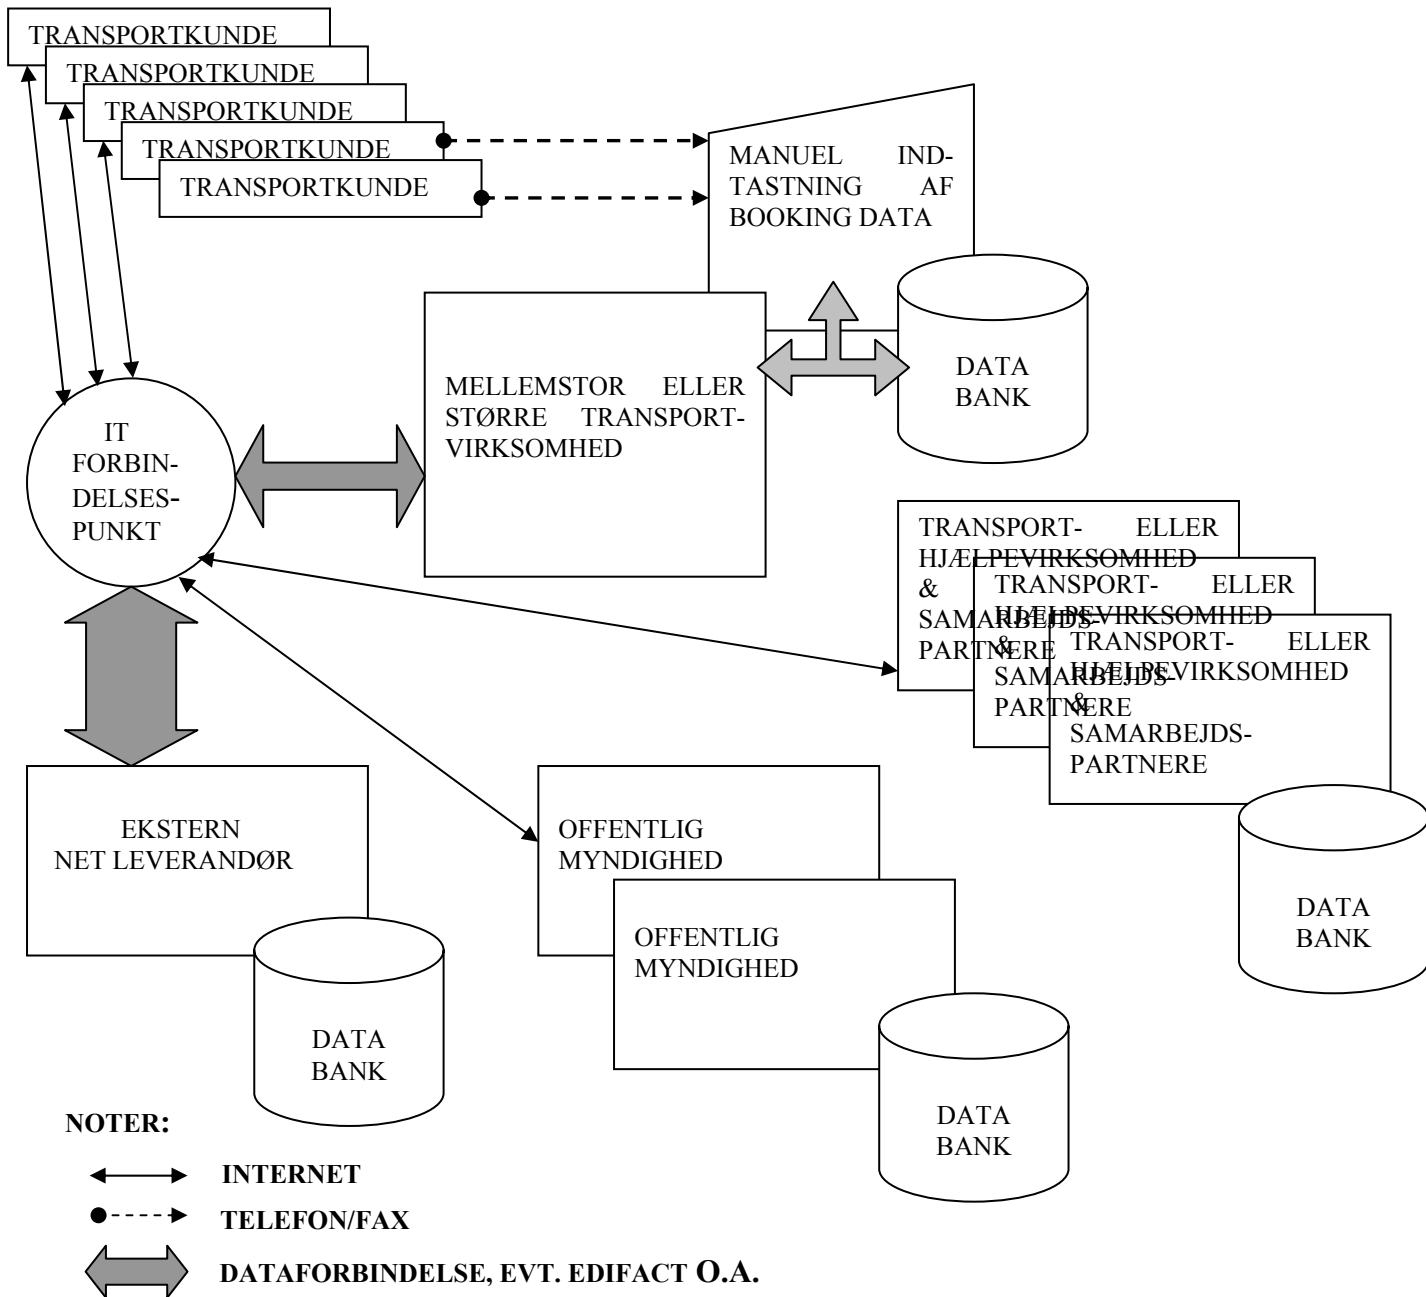 TRANSPORTKUNDE
TRANSPORTKUNDE
TRANSPORTKUNDE
TRANSPORTKUNDE
TRANSPORTKUNDE
MANUEL IND-
TASTNING AF
BOOKING DATA
DATA
BANK
MELLEMSTOR ELLER
STØRRE TRANSPORT-
VIRKSOMHED
IT
FORBIN-
DELSES-
PUNKT
TRANSPORT- ELLER
HJÆLPEVIRKSOMHED
&
SAMARBEJDS-
PARTNERE
TRANSPORT- ELLER
HJÆLPEVIRKSOMHED
&
SAMARBEJDS-
PARTNERE
TRANSPORT- ELLER
HJÆLPEVIRKSOMHED
&
SAMARBEJDS-
PARTNERE
DATA
BANK
EKSTERN
NET LEVERANDØR
DATA
BANK
OFFENTLIG
MYNDIGHED
OFFENTLIG
MYNDIGHED
DATA
BANK
NOTER:
INTERNET
TELEFON/FAX
DATAFORBINDELSE, EVT. EDIFACT O.A.